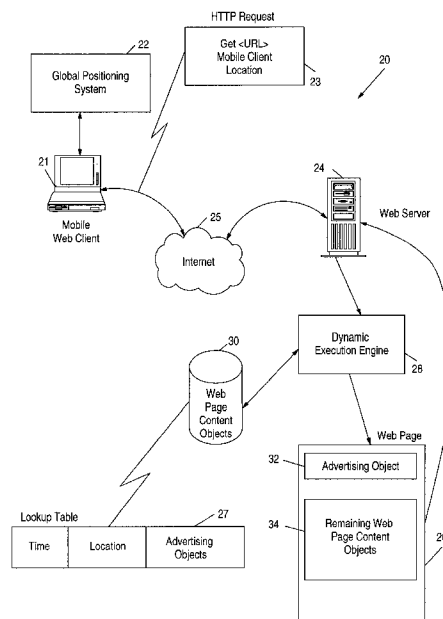 HTTP Request
22
Global Positioning
System
Get <URL>
Mobile Client
Location
23
20
21
Mobile
Web Client
24
Web Server
25
Internet
Dynamic
Execution Engine
28
30
Web
Page
Content
Objects
Web Page
32
Advertising Object
34
Remaining Web
Page Content
Objects
Lookup Table
27
Time
Location
Advertising
Objects